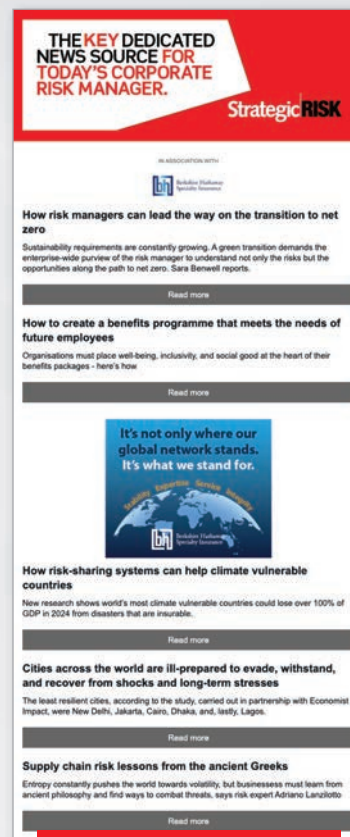 THE KEY DEDICATED
NEWS SOURCE FOR
TODAY'S CORPORATE
RISK MANAGER.
StrategicRISK
IN ASSOCIATION WITH
bh Berkshire Hathaway
Specialty Insurance
How risk managers can lead the way on the transition to net
zero
Sustainability requirements are constantly growing. A green transition demands the
enterprise-wide purview of the risk manager to understand not only the risks but the
opportunities along the path to net zero. Sara Benwell reports.
Read more
How to create a benefits programme that meets the needs of
future employees
Organisations must place well-being, inclusivity, and social good at the heart of their
benefits packages - here's how
Read more
It's not only where our
global network stands.
It's what we stand for.
Stability Expertise Service Integrity
bh Berkshire Hathaway
Specialty Insurance
How risk-sharing systems can help climate vulnerable
countries
New research shows world's most climate vulnerable countries could lose over 100% of
GDP in 2024 from disasters that are insurable.
Read more
Cities across the world are ill-prepared to evade, withstand,
and recover from shocks and long-term stresses
The least resilient cities, according to the study, carried out in partnership with Economist
Impact, were New Delhi, Jakarta, Cairo, Dhaka, and, lastly, Lagos.
Read more
Supply chain risk lessons from the ancient Greeks
Entropy constantly pushes the world towards volatility, but businessess must learn from
ancient philosophy and find ways to combat threats, says risk expert Adriano Lanzilotto
Read more